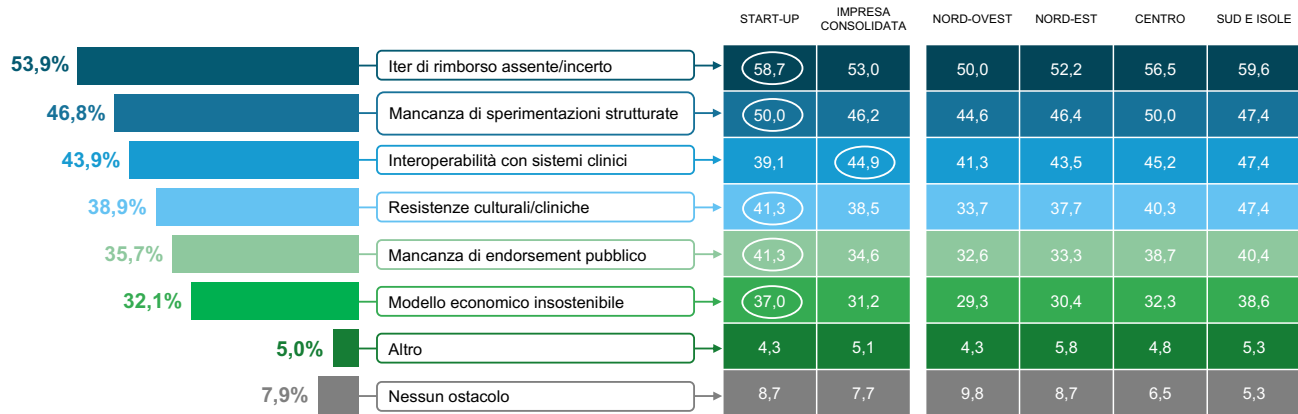 START-UP IMPRESA CONSOLIDATA NORD-OVEST NORD-EST CENTRO SUD E ISOLE
53,9% Iter di rimborso assente/incerto 58,7 53,0 50,0 52,2 56,5 59,6
46,8% Mancanza di sperimentazioni strutturate 50,0 46,2 44,6 46,4 50,0 47,4
43,9% Interoperabilità con sistemi clinici 39,1 44,9 41,3 43,5 45,2 47,4
38,9% Resistenze culturali/cliniche 41,3 38,5 33,7 37,7 40,3 47,4
35,7% Mancanza di endorsement pubblico 41,3 34,6 32,6 33,3 38,7 40,4
32,1% Modello economico insostenibile 37,0 31,2 29,3 30,4 32,3 38,6
5,0% Altro 4,3 5,1 4,3 5,8 4,8 5,3
7,9% Nessun ostacolo 8,7 7,7 9,8 8,7 6,5 5,3